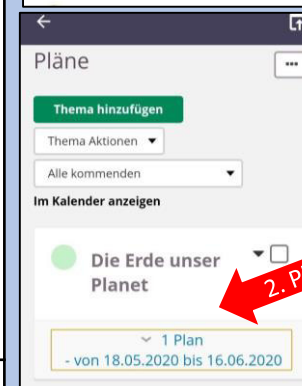 Pläne
Thema hinzufügen
Thema Aktionen
Alle kommenden
Im Kalender anzeigen
Die Erde unser
Planet
2.
1 Plan
- von 18.05.2020 bis 16.06.2020